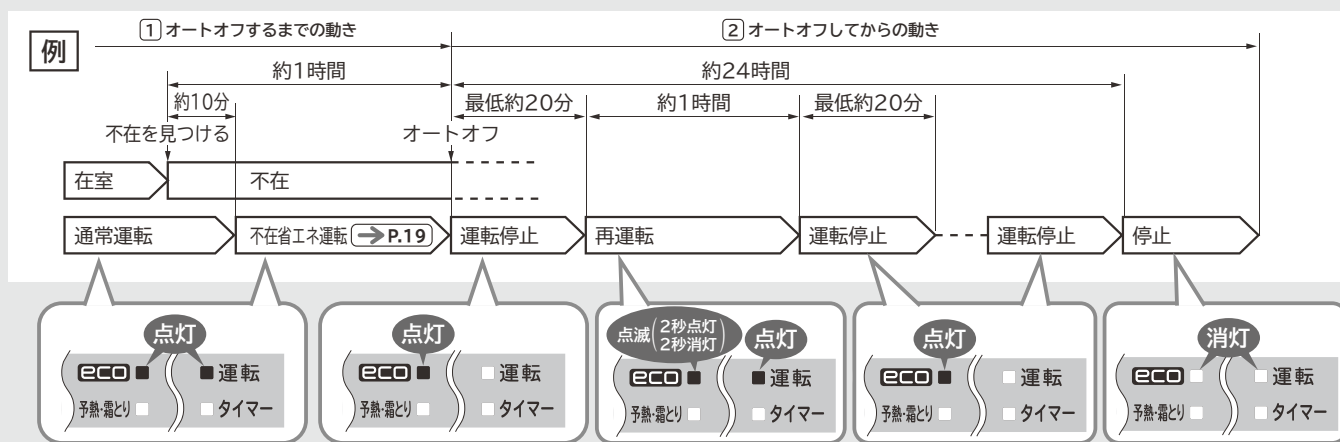 例
1 オートオフするまでの動き
2 オートオフしてからの動き
約1時間
約24時間
約10分
最低約20分
約1時間
最低約20分
不在を見つける
オートオフ
在室
不在
通常運転
不在省エネ運転 → P.19
運転停止
再運転
運転停止
運転停止
停止
点灯
eco 運転
予熱・霜とり タイマー
点灯
eco 運転
予熱・霜とり タイマー
点滅(2秒点灯
2秒消灯)
点灯
eco 運転
予熱・霜とり タイマー
点灯
eco 運転
予熱・霜とり タイマー
消灯
eco 運転
予熱・霜とり タイマー